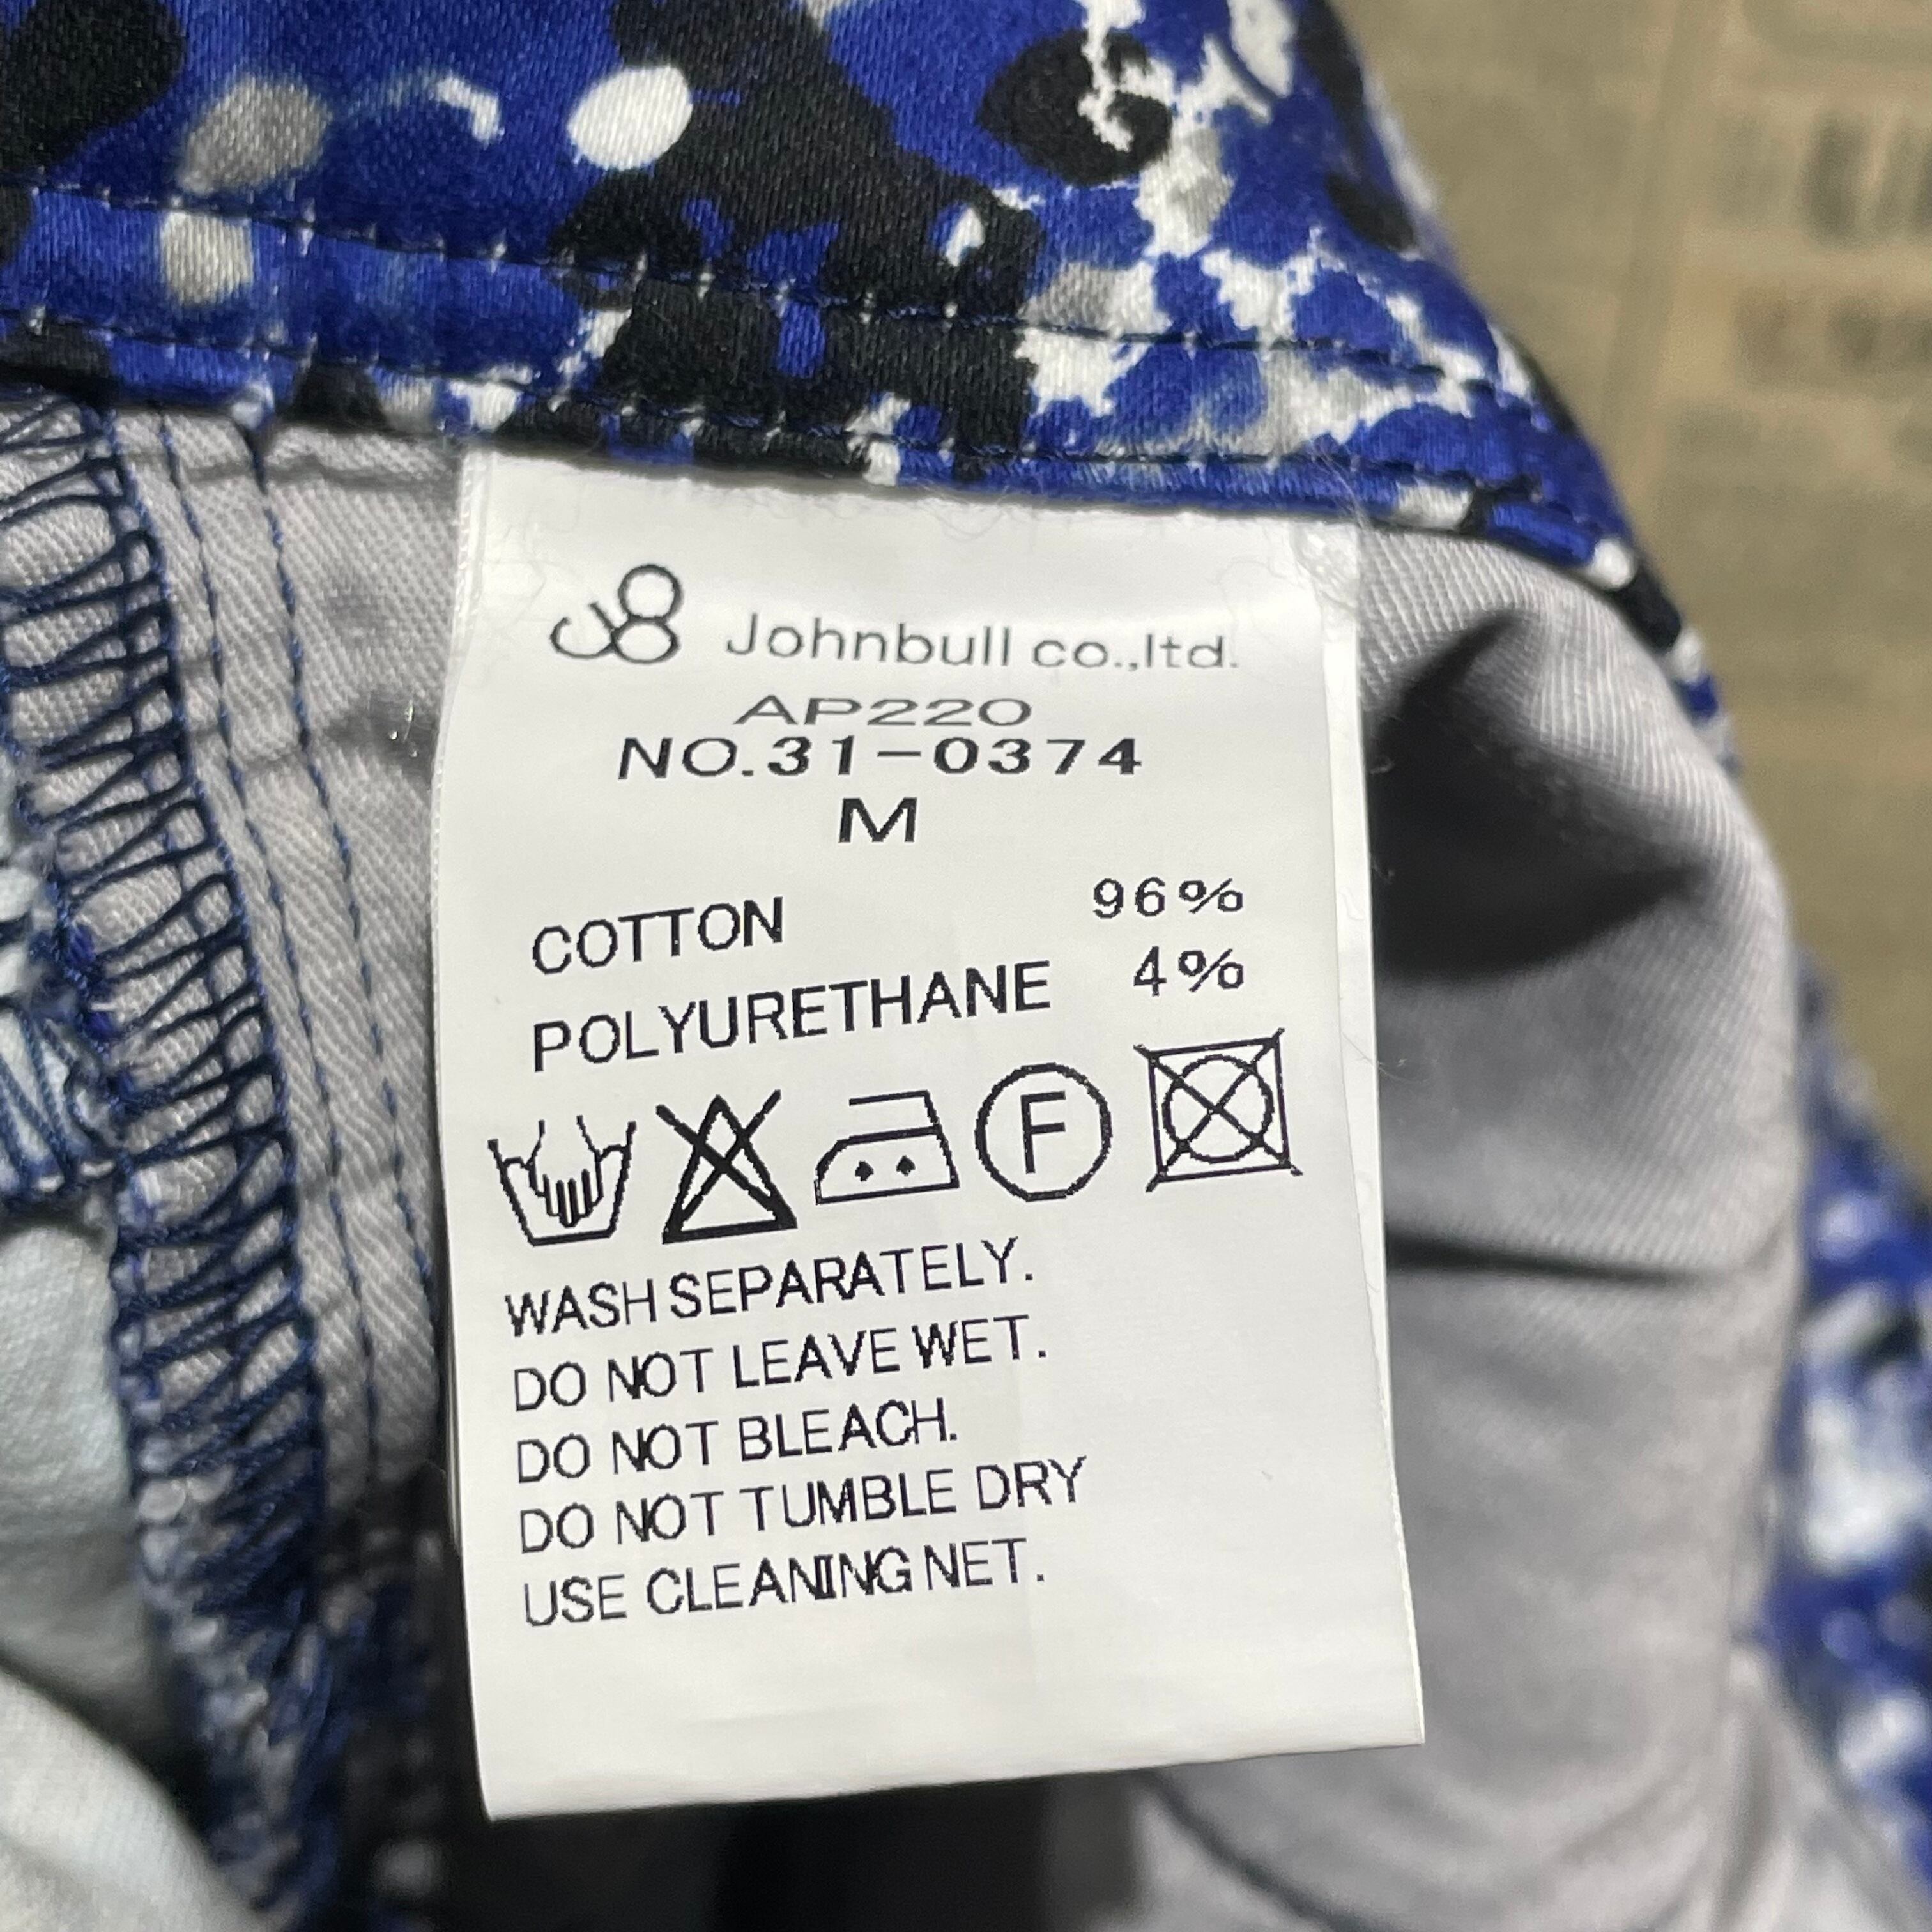 Johnbull co.,ltd.
AP220
NO.31-0374
M
COTTON 96%
POLYURETHANE 4%
F
WASH SEPARATELY.
DO NOT LEAVE WET.
DO NOT BLEACH.
DO NOT TUMBLE DRY
USE CLEANING NET.